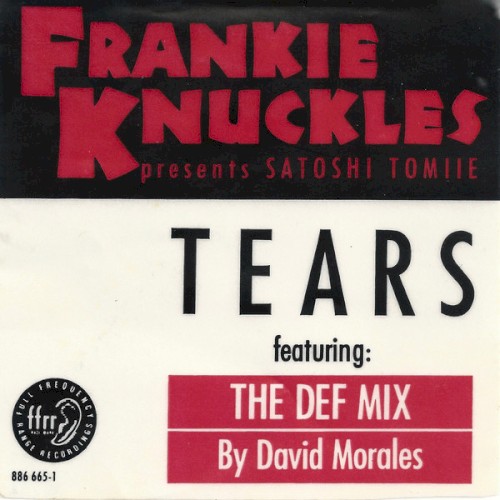 FRANKIE
KNUCKLES
presents SATOSHI TOMIIE
TEARS
featuring:
THE DEF MIX
By David Morales
FULL FREQUENCY
ffrr
RANGE RECORDINGS
886 665-1